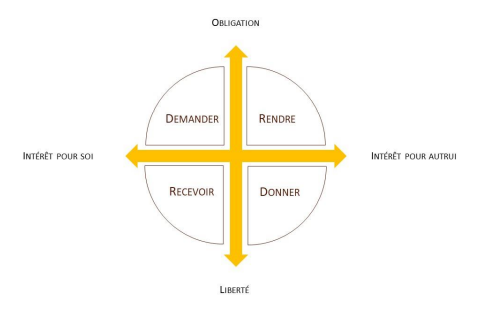 OBLIGATION
DEMANDER
RENDRE
INTÉRÊT POUR SOI
INTÉRÊT POUR AUTRUI
RECEVOIR
DONNER
LIBERTÉ